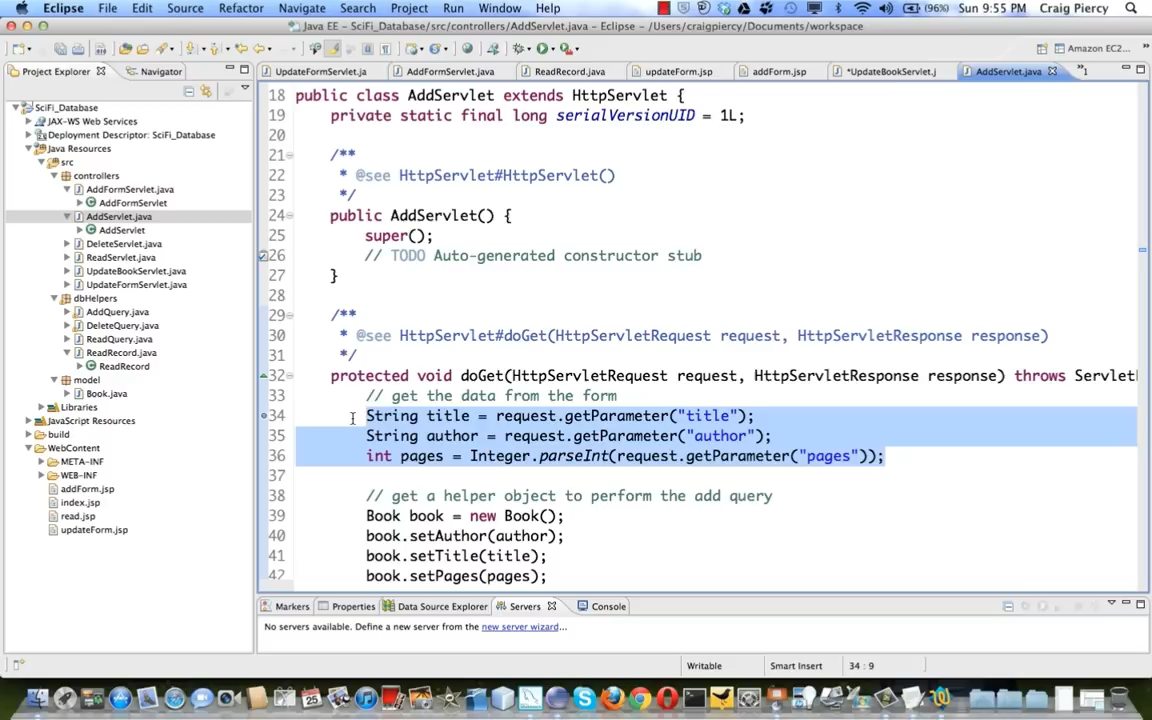 Eclipse File Edit Source Refactor Navigate Search Project Run Window Help (96%) Sun 9:55 PM Craig Piercy
Java EE - SciFi_Database/src/controllers/AddServlet.java - Eclipse - /Users/craigpiercy/Documents/workspace
Amazon EC2... »
Project Explorer Navigator UpdateFormServlet.ja AddFormServlet.java ReadRecord.java updateForm.jsp addForm.jsp *UpdateBookServlet.j AddServlet.java »1
SciFi_Database
JAX-WS Web Services
Deployment Descriptor: SciFi_Database
Java Resources
src
controllers
AddFormServlet.java
AddFormServlet
AddServlet.java
AddServlet
DeleteServlet.java
ReadServlet.java
UpdateBookServlet.java
UpdateFormServlet.java
dbHelpers
AddQuery.java
DeleteQuery.java
ReadQuery.java
ReadRecord.java
ReadRecord
model
Book.java
Libraries
JavaScript Resources
build
WebContent
META-INF
WEB-INF
addForm.jsp
index.jsp
read.jsp
updateForm.jsp
18 public class AddServlet extends HttpServlet {
19 private static final long serialVersionUID = 1L;
20
21 /**
22 * @see HttpServlet#HttpServlet()
23 */
24 public AddServlet() {
25 super();
26 // TODO Auto-generated constructor stub
27 }
28
29 /**
30 * @see HttpServlet#doGet(HttpServletRequest request, HttpServletResponse response)
31 */
32 protected void doGet(HttpServletRequest request, HttpServletResponse response) throws Servlet
33 // get the data from the form
34 String title = request.getParameter("title");
35 String author = request.getParameter("author");
36 int pages = Integer.parseInt(request.getParameter("pages"));
37
38 // get a helper object to perform the add query
39 Book book = new Book();
40 book.setAuthor(author);
41 book.setTitle(title);
42 book.setPages(pages);
Markers Properties Data Source Explorer Servers Console
No servers available. Define a new server from the new server wizard...
Writable Smart Insert 34 : 9